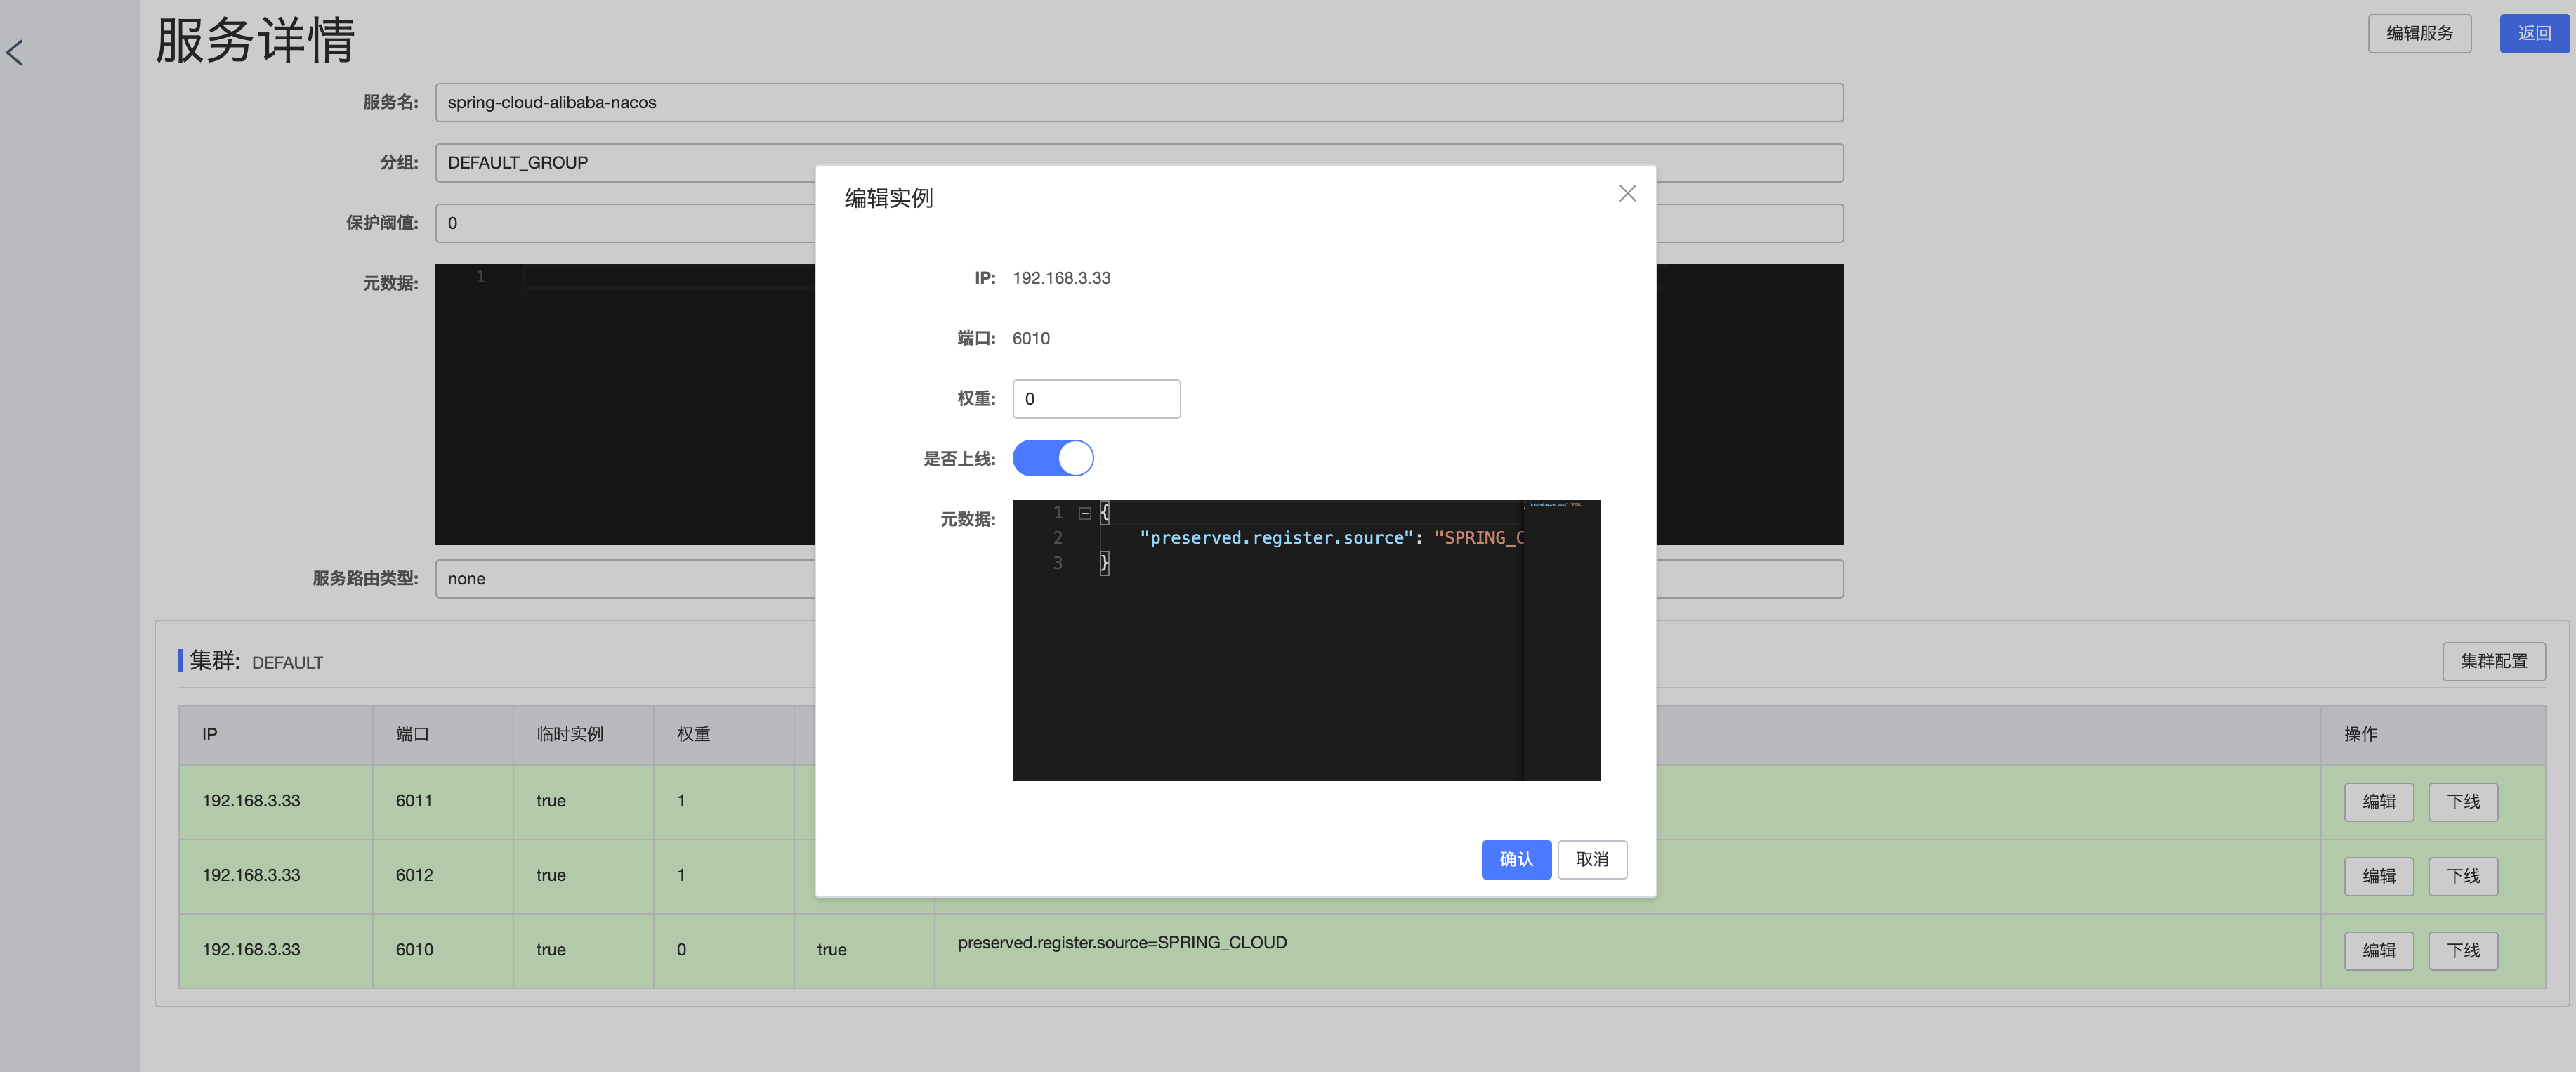 服务详情
编辑服务
返回
服务名:
spring-cloud-alibaba-nacos
分组:
DEFAULT_GROUP
保护阈值:
0
元数据:
1
服务路由类型:
none
编辑实例
IP:
192.168.3.33
端口:
6010
权重:
0
是否上线:
元数据:
1 {
2 "preserved.register.source": "SPRING_C
3 }
确认
取消
集群: DEFAULT
集群配置
IP 端口 临时实例 权重 操作
192.168.3.33 6011 true 1 编辑 下线
192.168.3.33 6012 true 1 编辑 下线
192.168.3.33 6010 true 0 true preserved.register.source=SPRING_CLOUD 编辑 下线